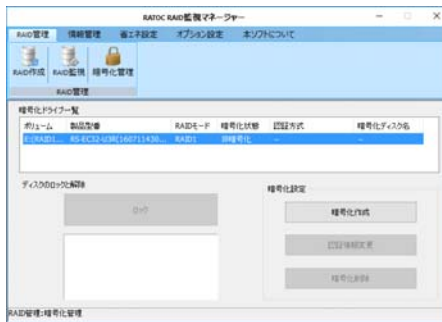 RATOC RAID監視マネージャー
RAID管理 情報管理 省エネ設定 オプション設定 本ソフトについて
RAID作成 RAID監視 暗号化管理
RAID管理
暗号化ドライブ一覧
ボリューム 製品型番 RAIDモード 暗号化状態 認証方式 暗号化ディスク名
E:(RAID1... RS-EC32-U3R(160711430... RAID1 非暗号化 -- --
ディスクのロックと解除
ロック
暗号化設定
暗号化作成
認証情報変更
暗号化削除
RAID管理:暗号化管理